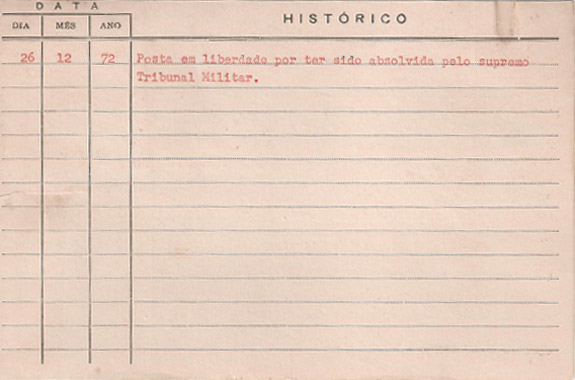 DATA
HISTÓRICO
DIA MÊS ANO
26 12 72 Posta em liberdade por ter sido absolvida pelo supremo
Tribunal Militar.